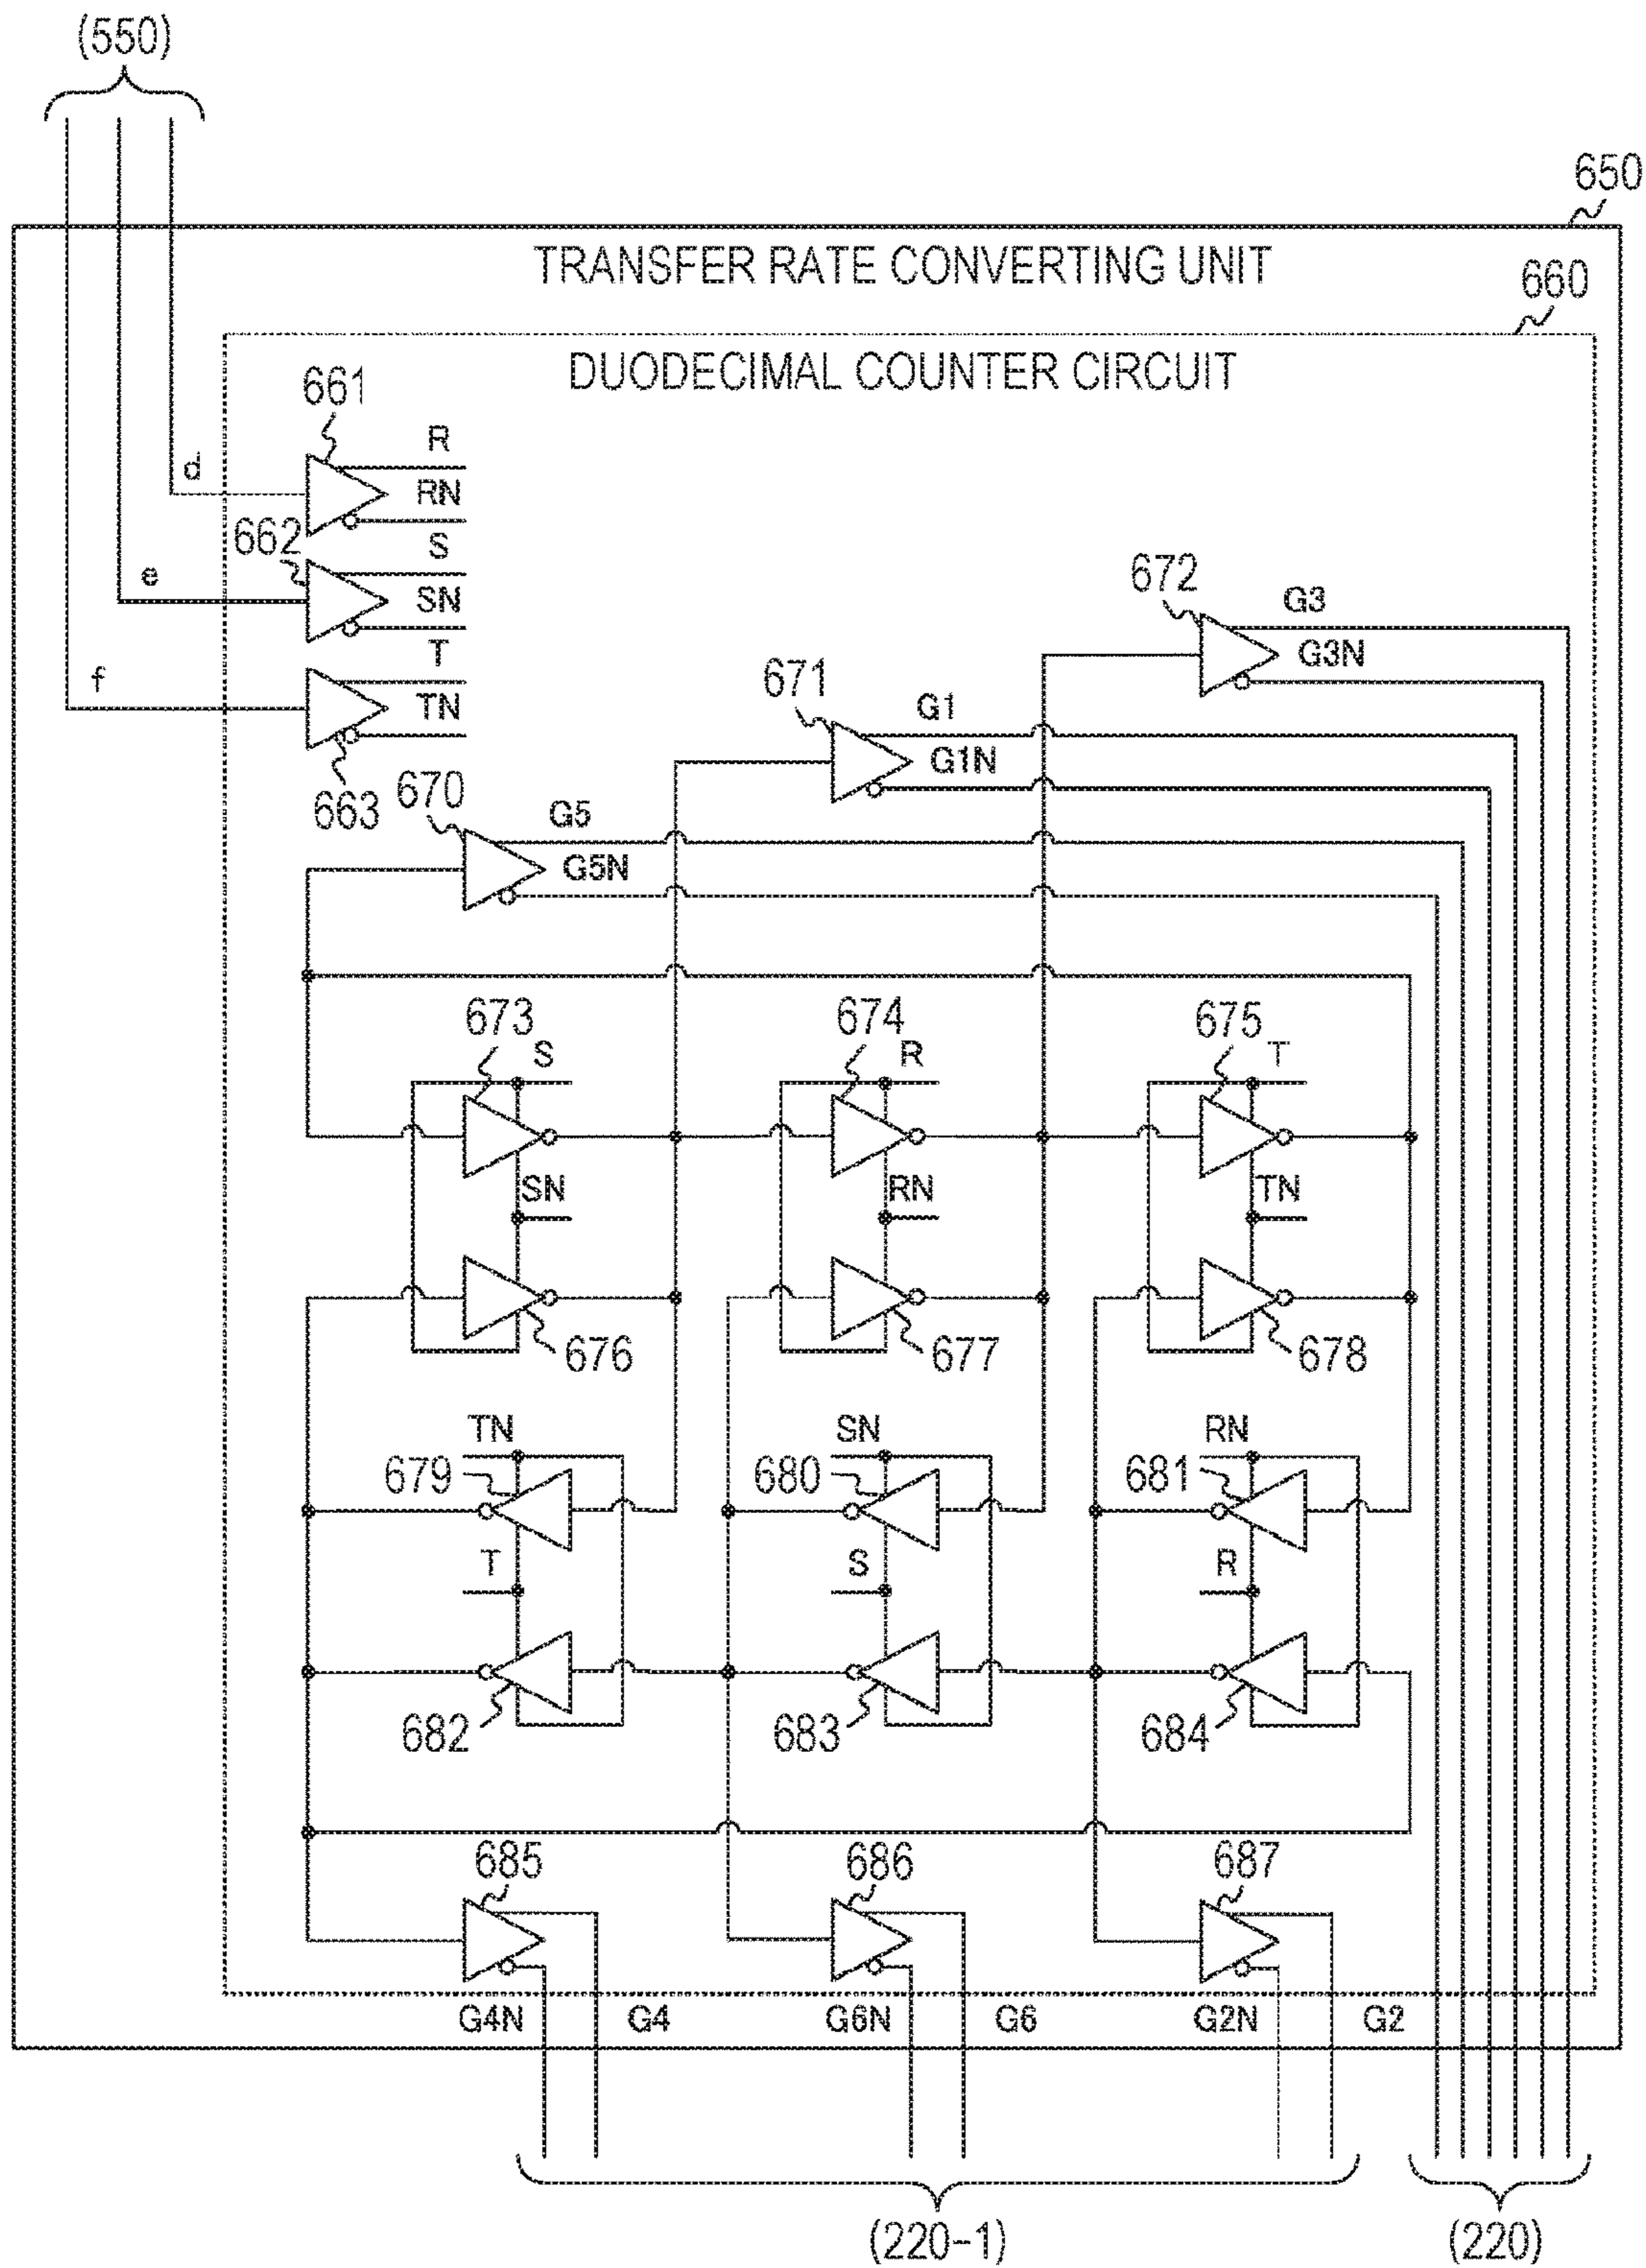 (550)
650
TRANSFER RATE CONVERTING UNIT
660
DUODECIMAL COUNTER CIRCUIT
661
R
d
RN
662
S
e
SN
672
G3
T
G3N
f
671
TN
G1
G1N
663
670
G5
G5N
673
S
674
R
675
T
SN
RN
TN
676
677
678
TN
SN
RN
679
680
681
T
S
R
682
683
684
685
686
687
G4N
G4
G6N
G6
G2N
G2
(220-1)
(220)